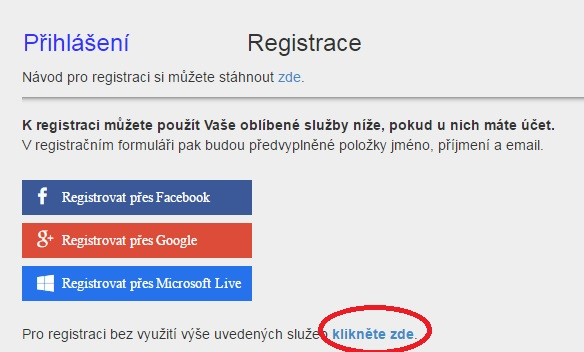 Přihlášení Registrace
Návod pro registraci si můžete stáhnout zde.
K registraci můžete použít Vaše oblíbené služby níže, pokud u nich máte účet.
V registračním formuláři pak budou předvyplněné položky jméno, příjmení a email.
f Registrovat přes Facebook
g+ Registrovat přes Google
Registrovat přes Microsoft Live
Pro registraci bez využití výše uvedených služeb klikněte zde.